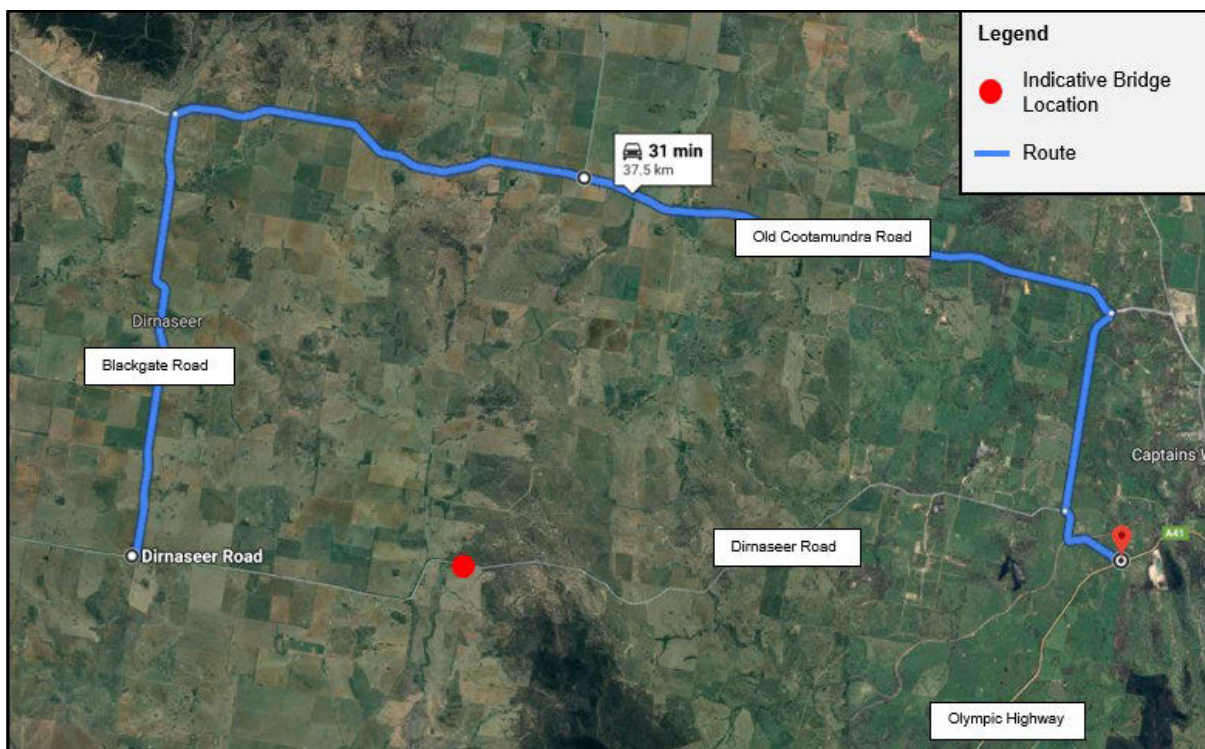 Legend
Indicative Bridge
Location
Route
31 min
37.5 km
Old Cootamundra Road
Dirnaseer
Blackgate Road
Captains W
Dirnaseer Road
Dirnaseer Road
A41
Olympic Highway